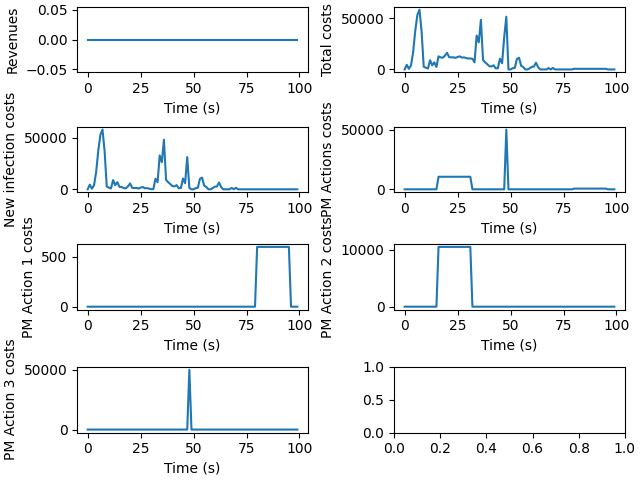 Revenues
0.05
0.00
−0.05
0 25 50 75 100
Time (s)
Total costs
50000
0
0 25 50 75 100
Time (s)
New infection costs
50000
0
0 25 50 75 100
Time (s)
PM Actions costs
50000
0
0 25 50 75 100
Time (s)
PM Action 1 costs
500
0
0 25 50 75 100
Time (s)
PM Action 2 costs
10000
0
0 25 50 75 100
Time (s)
PM Action 3 costs
50000
0
0 25 50 75 100
Time (s)
1.0
0.5
0.0
0.0 0.2 0.4 0.6 0.8 1.0